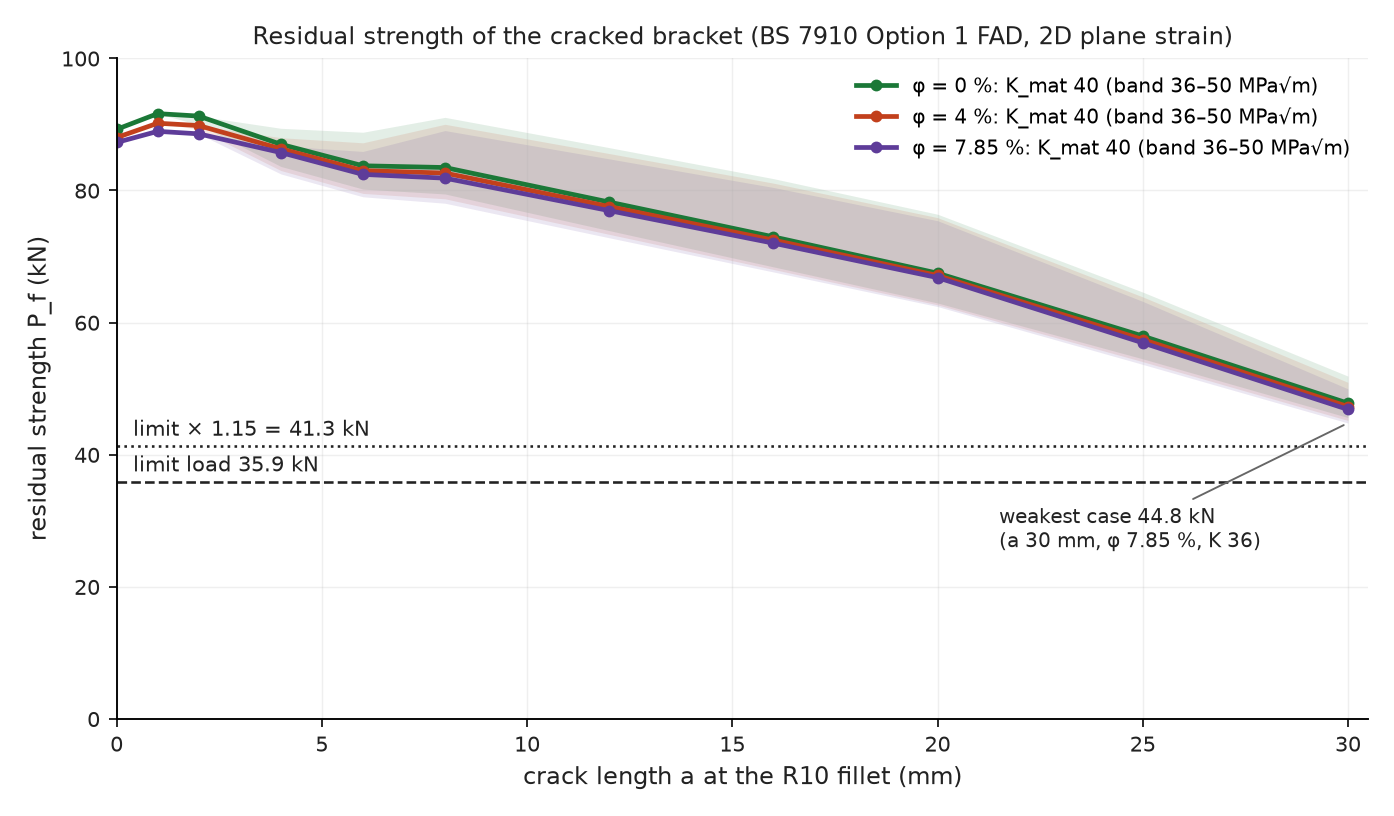 Residual strength of the cracked bracket (BS 7910 Option 1 FAD, 2D plane strain)
φ = 0 %: K_mat 40 (band 36–50 MPa√m)
φ = 4 %: K_mat 40 (band 36–50 MPa√m)
φ = 7.85 %: K_mat 40 (band 36–50 MPa√m)
residual strength P_f (kN)
100
80
60
40
20
0
limit × 1.15 = 41.3 kN
limit load 35.9 kN
weakest case 44.8 kN
(a 30 mm, φ 7.85 %, K 36)
0 5 10 15 20 25 30
crack length a at the R10 fillet (mm)